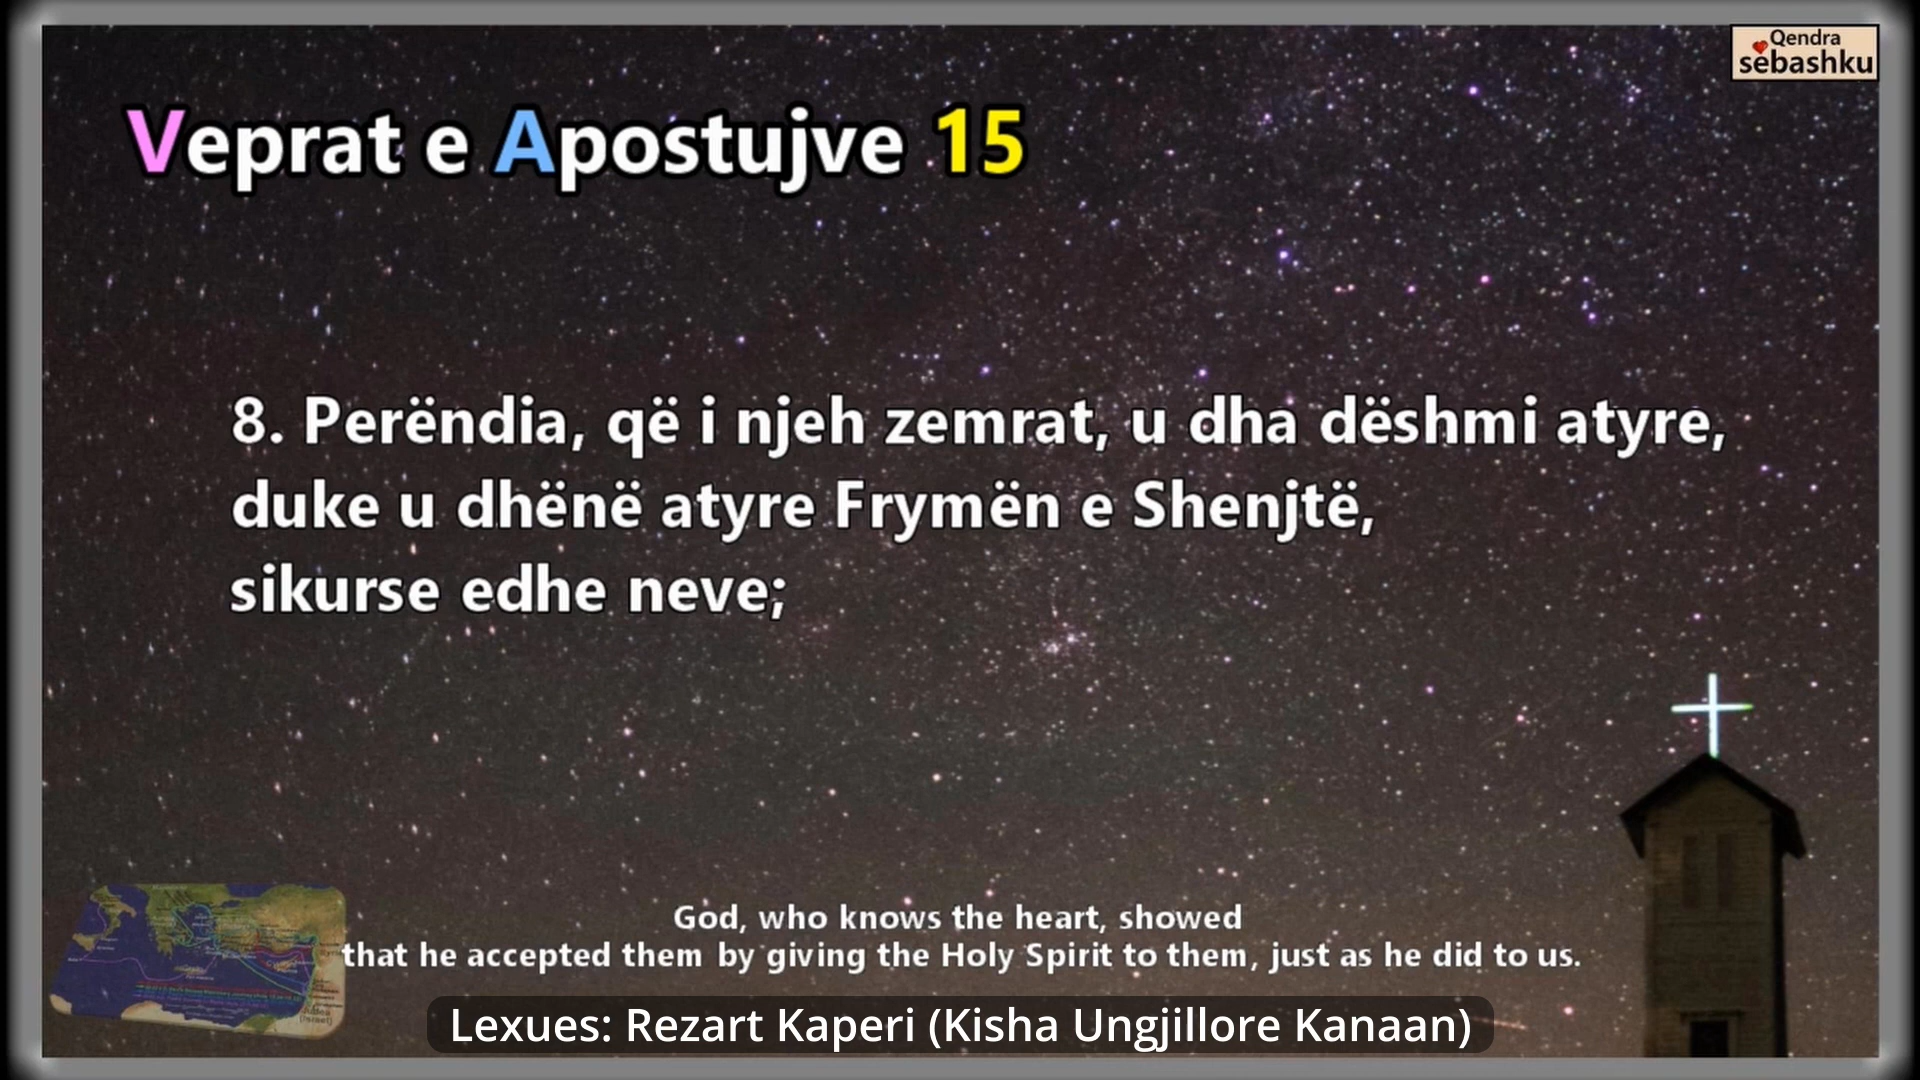 Qendra
sebashku
Veprat e Apostujve 15
8. Perëndia, që i njeh zemrat, u dha dëshmi atyre,
duke u dhënë atyre Frymën e Shenjtë,
sikurse edhe neve;
God, who knows the heart, showed
that he accepted them by giving the Holy Spirit to them, just as he did to us.
Lexues: Rezart Kaperi (Kisha Ungjillore Kanaan)